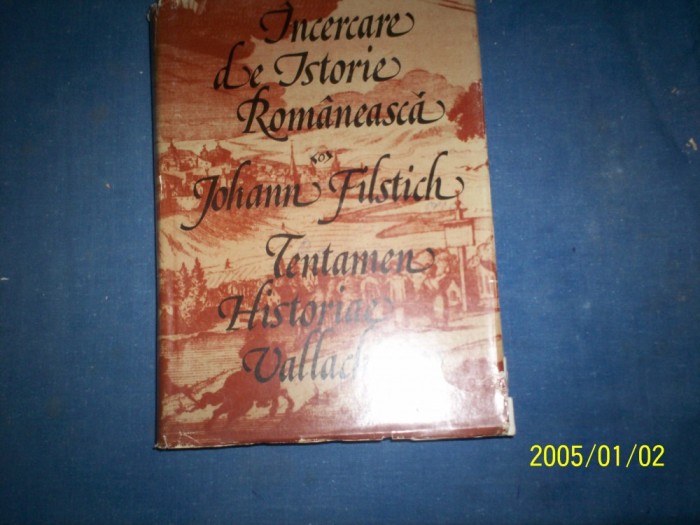 Încercare
de Istorie
Românească
Johann Filstich
Tentamen
Historiae
2005/01/02